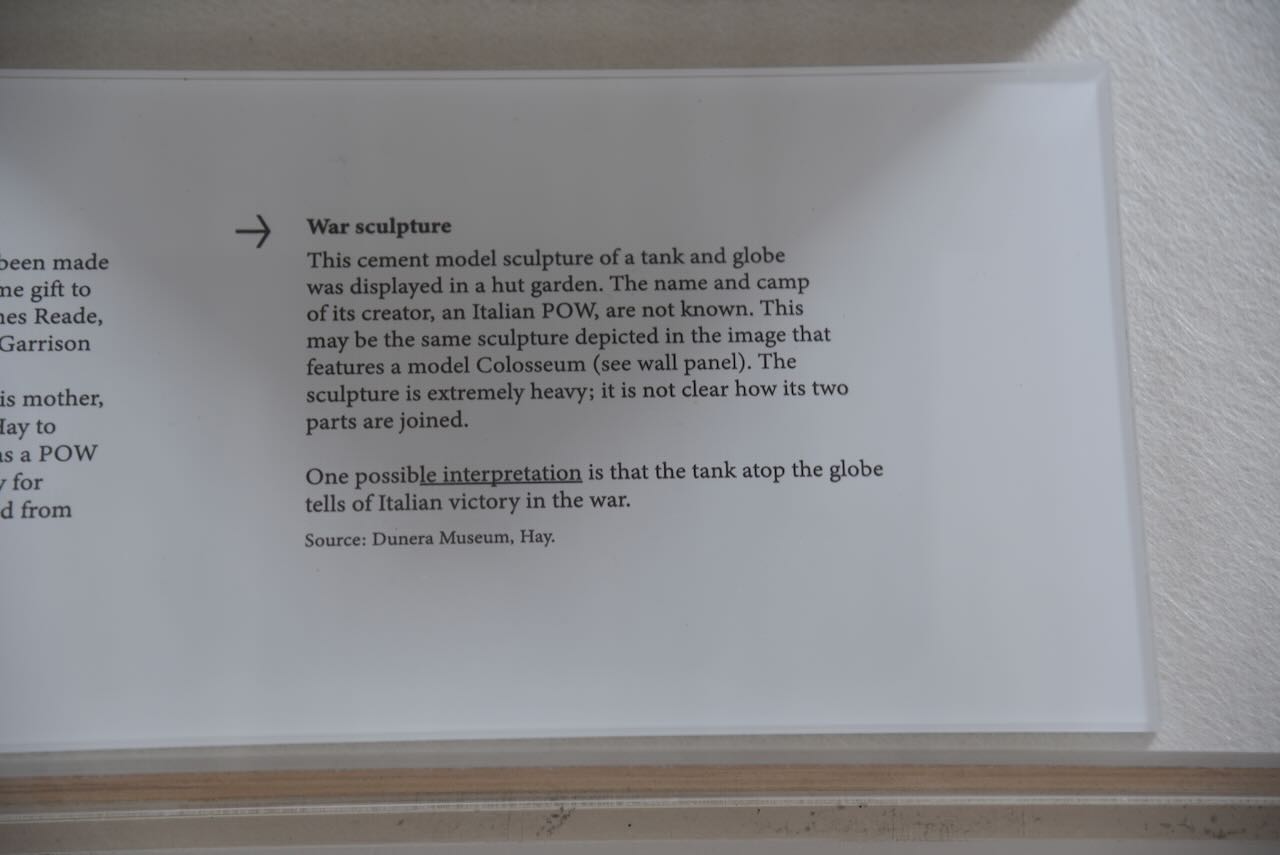 been made
gift to
Reade,
Garrison
is mother,
to
a POW
for
from
→ War sculpture
This cement model sculpture of a tank and globe
was displayed in a hut garden. The name and camp
of its creator, an Italian POW, are not known. This
may be the same sculpture depicted in the image that
features a model Colosseum (see wall panel). The
sculpture is extremely heavy; it is not clear how its two
parts are joined.
One possible interpretation is that the tank atop the globe
tells of Italian victory in the war.
Source: Dunera Museum, Hay.